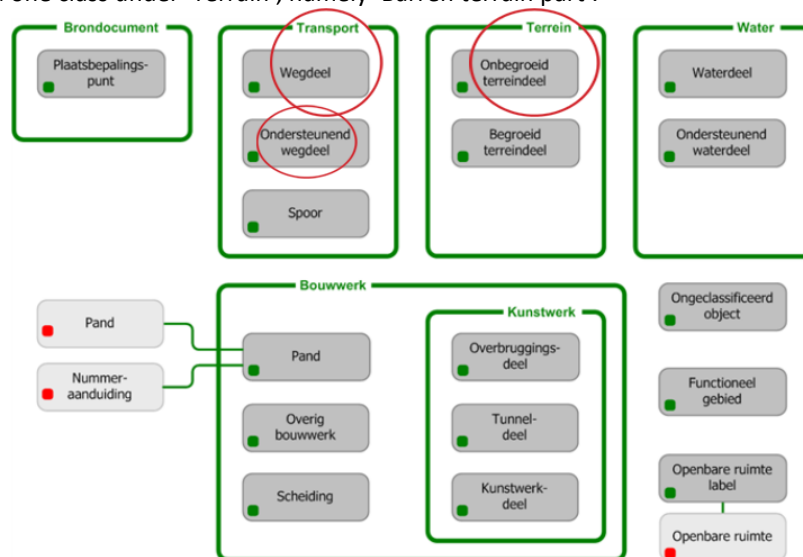 Brondocument
Plaatsbepalings-
punt
Transport
Wegdeel
Ondersteunend
wegdeel
Spoor
Terrein
Onbegroeid
terreindeel
Begroeid
terreindeel
Water
Waterdeel
Ondersteunend
waterdeel
Pand
Nummer-
aanduiding
Bouwwerk
Pand
Overig
bouwwerk
Scheiding
Kunstwerk
Overbruggings-
deel
Tunnel-
deel
Kunstwerk-
deel
Ongeclassificeerd
object
Functioneel
gebied
Openbare ruimte
label
Openbare ruimte